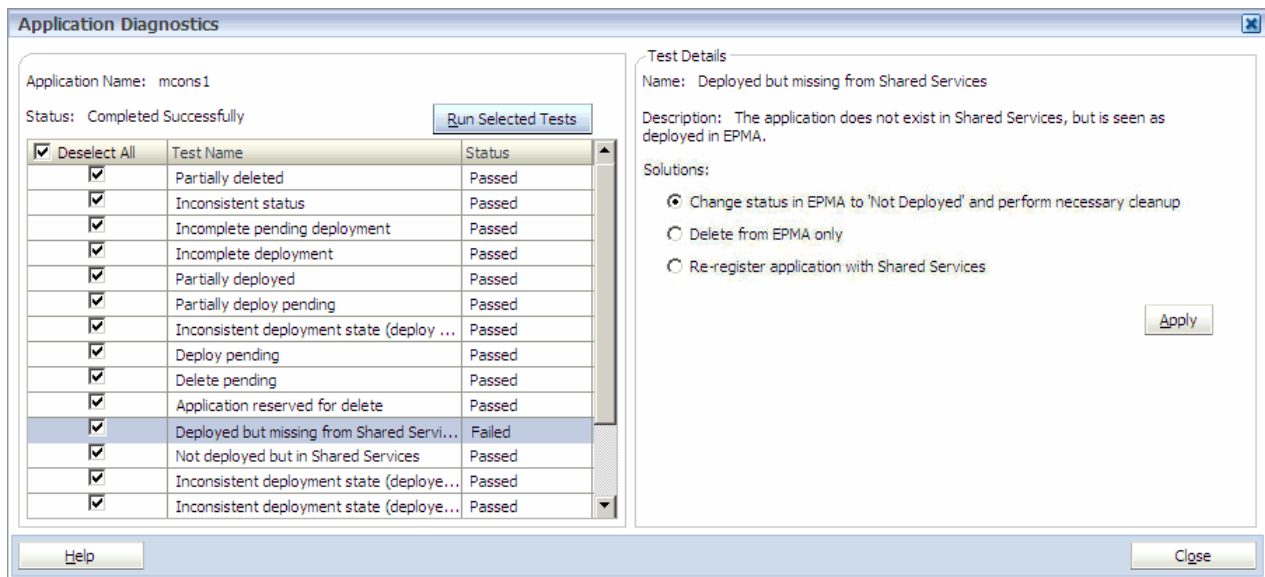 Application Diagnostics
Application Name: mcons1
Status: Completed Successfully
Run Selected Tests
Deselect All Test Name Status
Partially deleted Passed
Inconsistent status Passed
Incomplete pending deployment Passed
Incomplete deployment Passed
Partially deployed Passed
Partially deploy pending Passed
Inconsistent deployment state (deploy ... Passed
Deploy pending Passed
Delete pending Passed
Application reserved for delete Passed
Deployed but missing from Shared Servi... Failed
Not deployed but in Shared Services Passed
Inconsistent deployment state (deploye... Passed
Inconsistent deployment state (deploye... Passed
Test Details
Name: Deployed but missing from Shared Services
Description: The application does not exist in Shared Services, but is seen as
deployed in EPMA.
Solutions:
Change status in EPMA to 'Not Deployed' and perform necessary cleanup
Delete from EPMA only
Re-register application with Shared Services
Apply
Help
Close